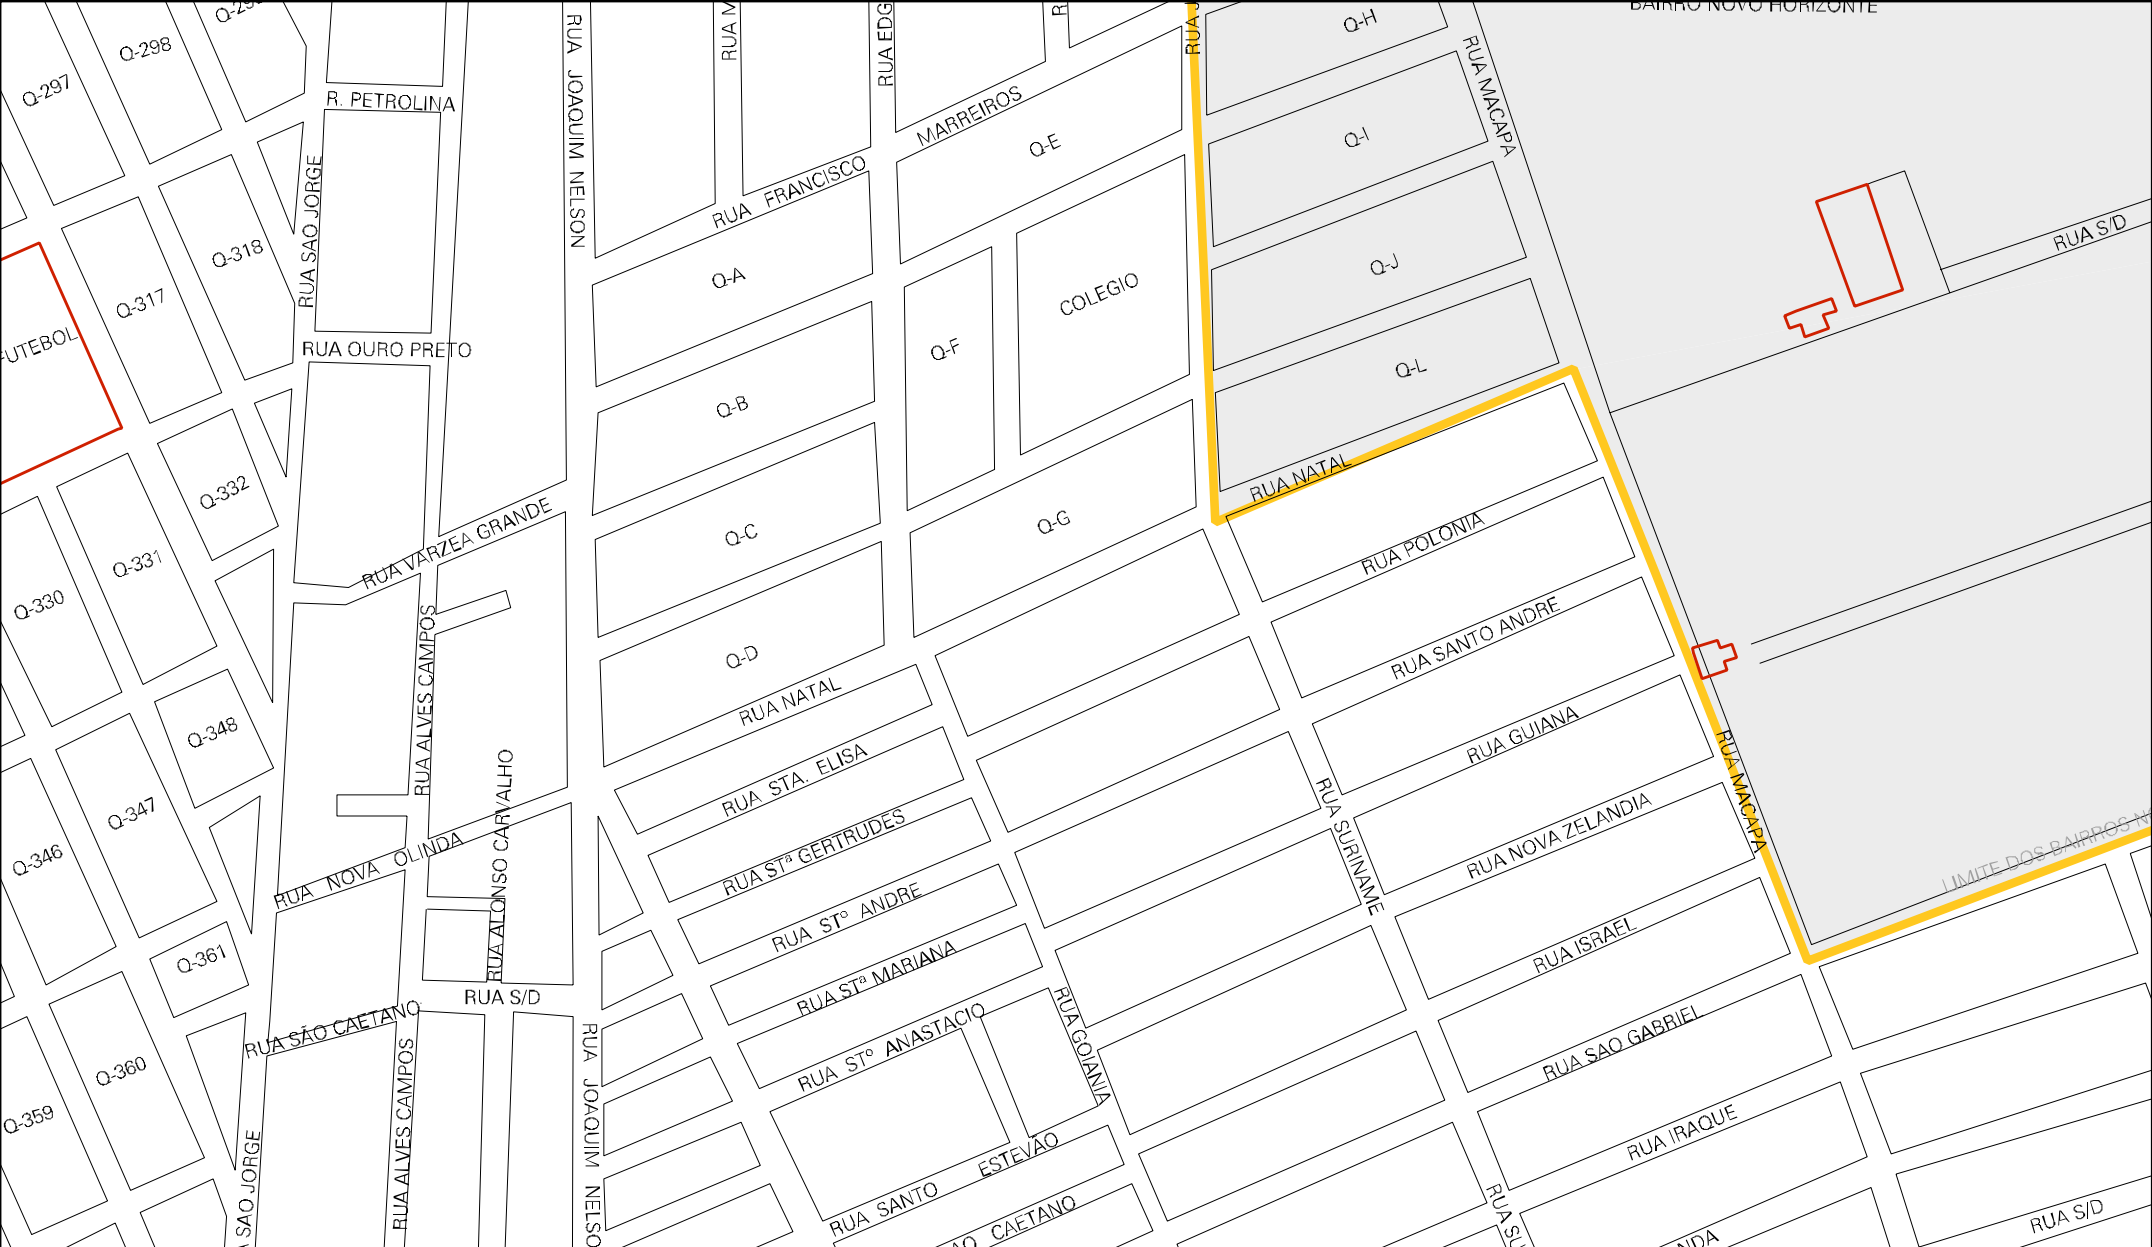 BAIRRO NOVO HORIZONTE
Q-298
Q-297
Q-H
RUA MACAPA
R. PETROLINA
RUA JOAQUIM NELSON
MARREIROS
Q-E
Q-I
RUA FRANCISCO
RUA SAO JORGE
Q-318
RUA S/D
Q-317
Q-A
COLEGIO
Q-J
FUTEBOL
RUA OURO PRETO
Q-F
Q-L
Q-B
RUA NATAL
Q-332
RUA VARZEA GRANDE
Q-C
Q-G
RUA POLONIA
Q-331
Q-330
RUA ALVES CAMPOS
Q-D
RUA SANTO ANDRE
RUA NATAL
Q-348
RUA GUIANA
RUA STA. ELISA
RUA MACAPA
Q-347
RUA ALONSO CARVALHO
RUA STª GERTRUDES
RUA SURINAME
RUA NOVA ZELANDIA
Q-346
RUA NOVA OLINDA
LIMITE DOS BAIRROS
RUA STº ANDRE
RUA ISRAEL
Q-361
RUA STª MARIANA
RUA S/D
RUA SÃO CAETANO
RUA STº ANASTACIO
RUA GOIANIA
RUA SAO GABRIEL
Q-360
RUA ALVES CAMPOS
RUA JOAQUIM NELSO
Q-359
RUA IRAQUE
SAO JORGE
RUA SANTO ESTEVÃO
CAETANO
RUA S/D